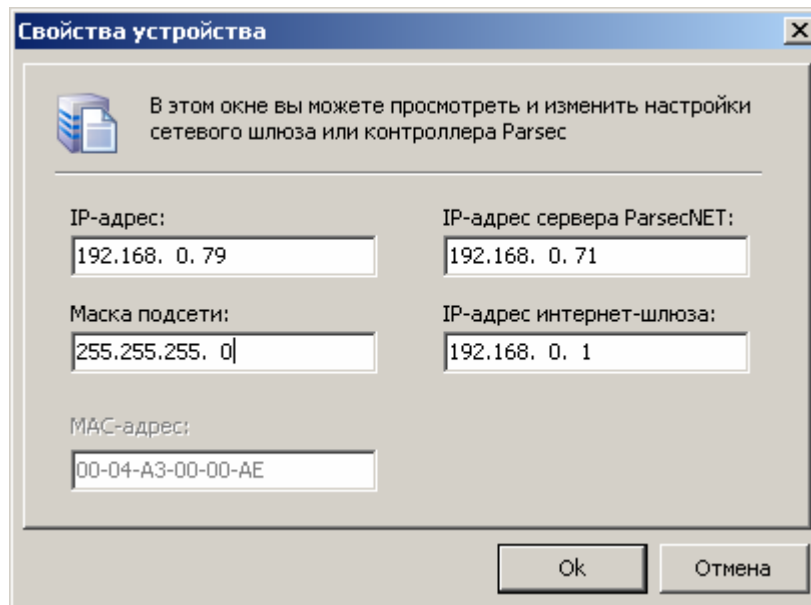 Свойства устройства
В этом окне вы можете просмотреть и изменить настройки
сетевого шлюза или контроллера Parsec
IP-адрес:
192.168. 0. 79
IP-адрес сервера ParsecNET:
192.168. 0. 71
Маска подсети:
255.255.255. 0
IP-адрес интернет-шлюза:
192.168. 0. 1
MAC-адрес:
00-04-A3-00-00-AE
Ok
Отмена